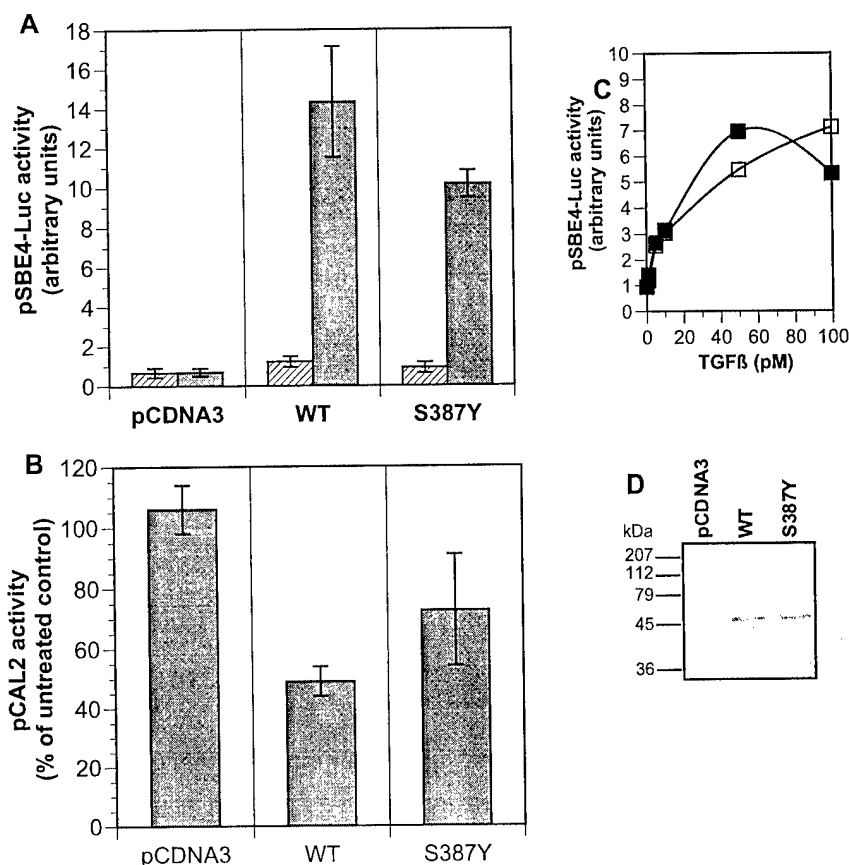 A
pSBE4-Luc activity
(arbitrary units)
18
16
14
12
10
8
6
4
2
0
pCDNA3
WT
S387Y
C
pSBE4-Luc activity
(arbitrary units)
10
9
8
7
6
5
4
3
2
1
0
0
20
40
60
80
100
TGFß (pM)
B
pCAL2 activity
(% of untreated control)
120
100
80
60
40
20
0
pCDNA3
WT
S387Y
D
pCDNA3
WT
S387Y
kDa
207
112
79
45
36